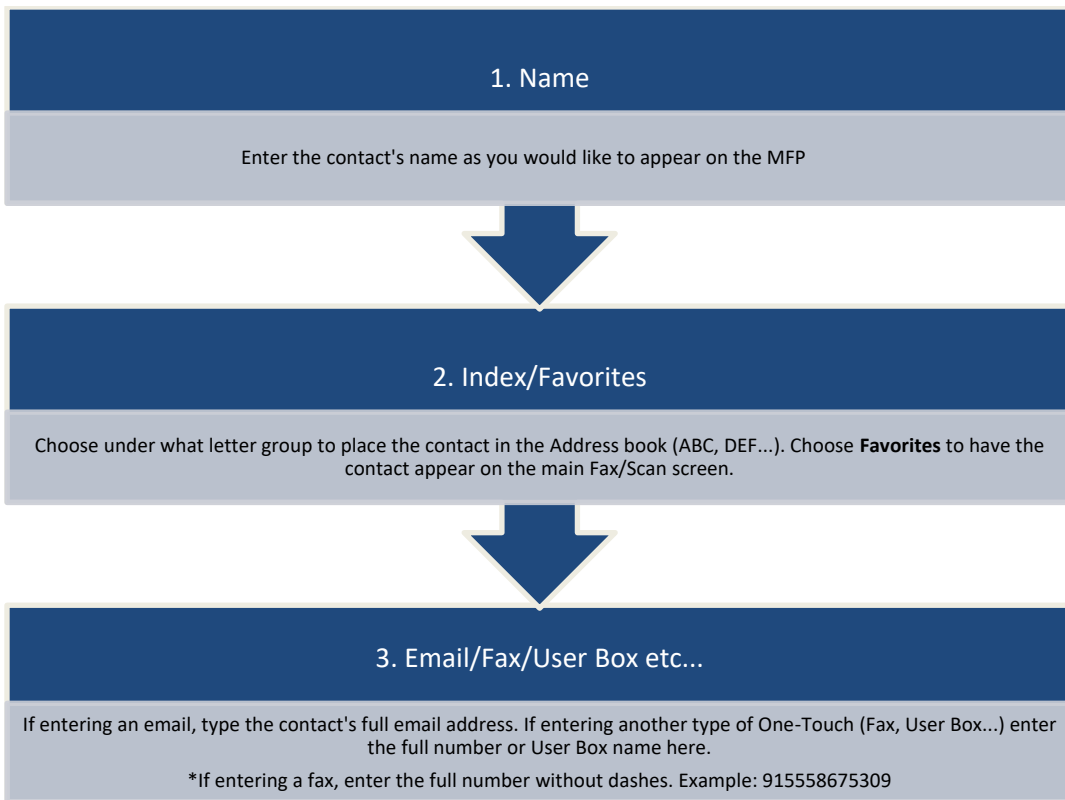 1. Name
Enter the contact's name as you would like to appear on the MFP
2. Index/Favorites
Choose under what letter group to place the contact in the Address book (ABC, DEF...). Choose Favorites to have the
contact appear on the main Fax/Scan screen.
3. Email/Fax/User Box etc...
If entering an email, type the contact's full email address. If entering another type of One-Touch (Fax, User Box...) enter
the full number or User Box name here.
*If entering a fax, enter the full number without dashes. Example: 915558675309